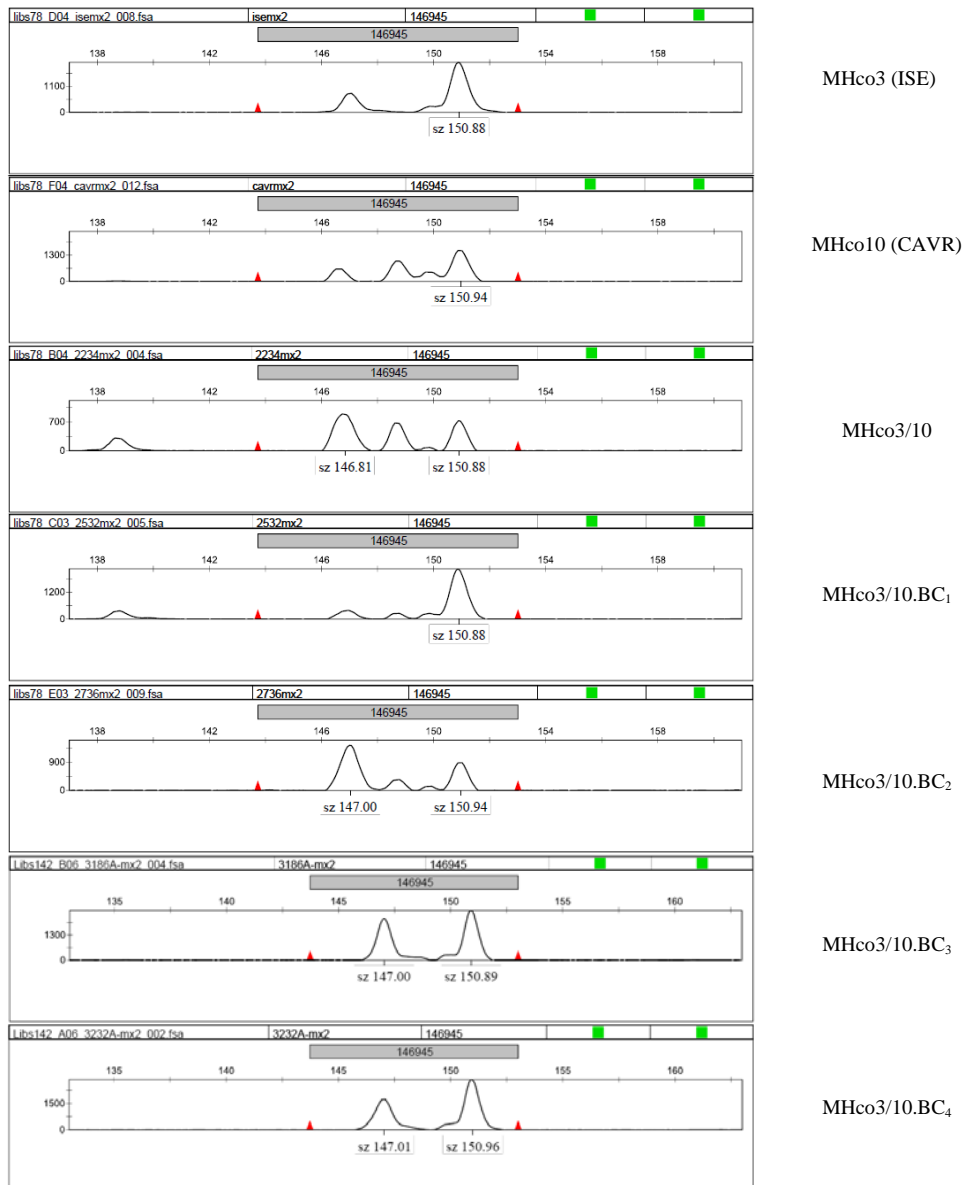 libs78_D04_isemx2_008.fsa isemx2 146945
146945
138 142 146 150 154 158
1100
0
sz 150.88
MHco3 (ISE)
libs78_F04_cavrmx2_012.fsa cavrmx2 146945
146945
138 142 146 150 154 158
1300
0
sz 150.94
MHco10 (CAVR)
libs78_B04_2234mx2_004.fsa 2234mx2 146945
146945
138 142 146 150 154 158
700
0
sz 146.81 sz 150.88
MHco3/10
libs78_C03_2532mx2_005.fsa 2532mx2 146945
146945
138 142 146 150 154 158
1200
0
sz 150.88
MHco3/10.BC₁
libs78_E03_2736mx2_009.fsa 2736mx2 146945
146945
138 142 146 150 154 158
900
0
sz 147.00 sz 150.94
MHco3/10.BC₂
Libs142_B06_3186A-mx2_004.fsa 3186A-mx2 146945
146945
135 140 145 150 155 160
1300
0
sz 147.00 sz 150.89
MHco3/10.BC₃
Libs142_A06_3232A-mx2_002.fsa 3232A-mx2 146945
146945
135 140 145 150 155 160
1500
0
sz 147.01 sz 150.96
MHco3/10.BC₄